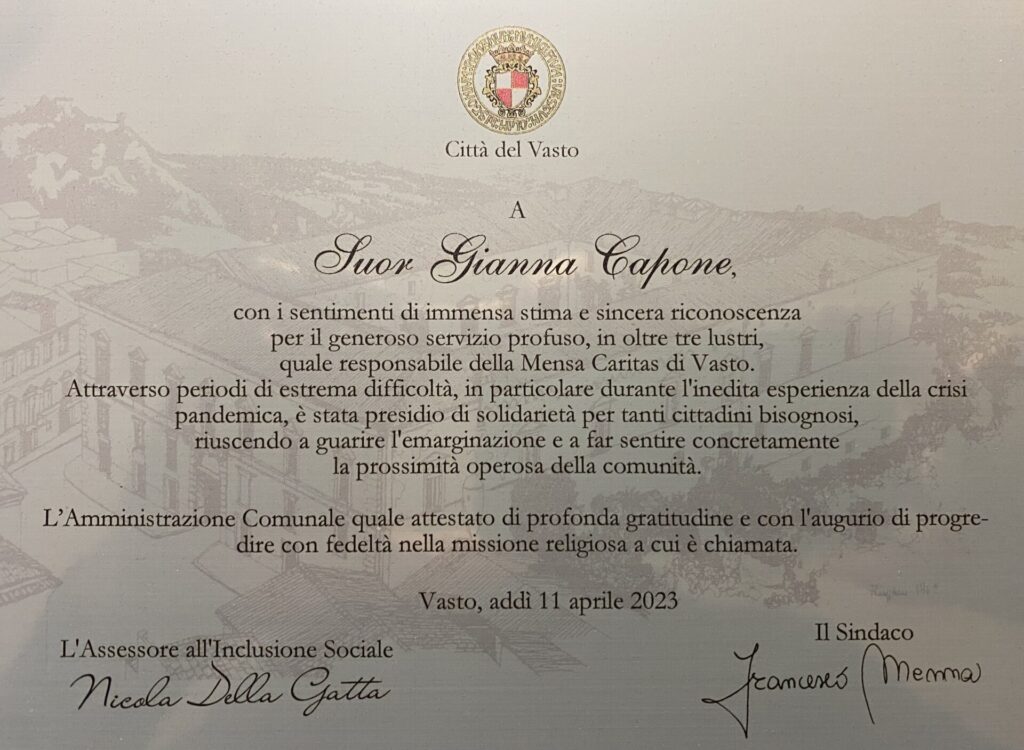 Città del Vasto
A
Suor Gianna Capone,
con i sentimenti di immensa stima e sincera riconoscenza
per il generoso servizio profuso, in oltre tre lustri,
quale responsabile della Mensa Caritas di Vasto.
Attraverso periodi di estrema difficoltà, in particolare durante l'inedita esperienza della crisi
pandemica, è stata presidio di solidarietà per tanti cittadini bisognosi,
riuscendo a guarire l'emarginazione e a far sentire concretamente
la prossimità operosa della comunità.
L'Amministrazione Comunale quale attestato di profonda gratitudine e con l'augurio di progre-
dire con fedeltà nella missione religiosa a cui è chiamata.
Vasto, addì 11 aprile 2023
L'Assessore all'Inclusione Sociale
Nicola Della Gatta
Il Sindaco
Francesco Menna